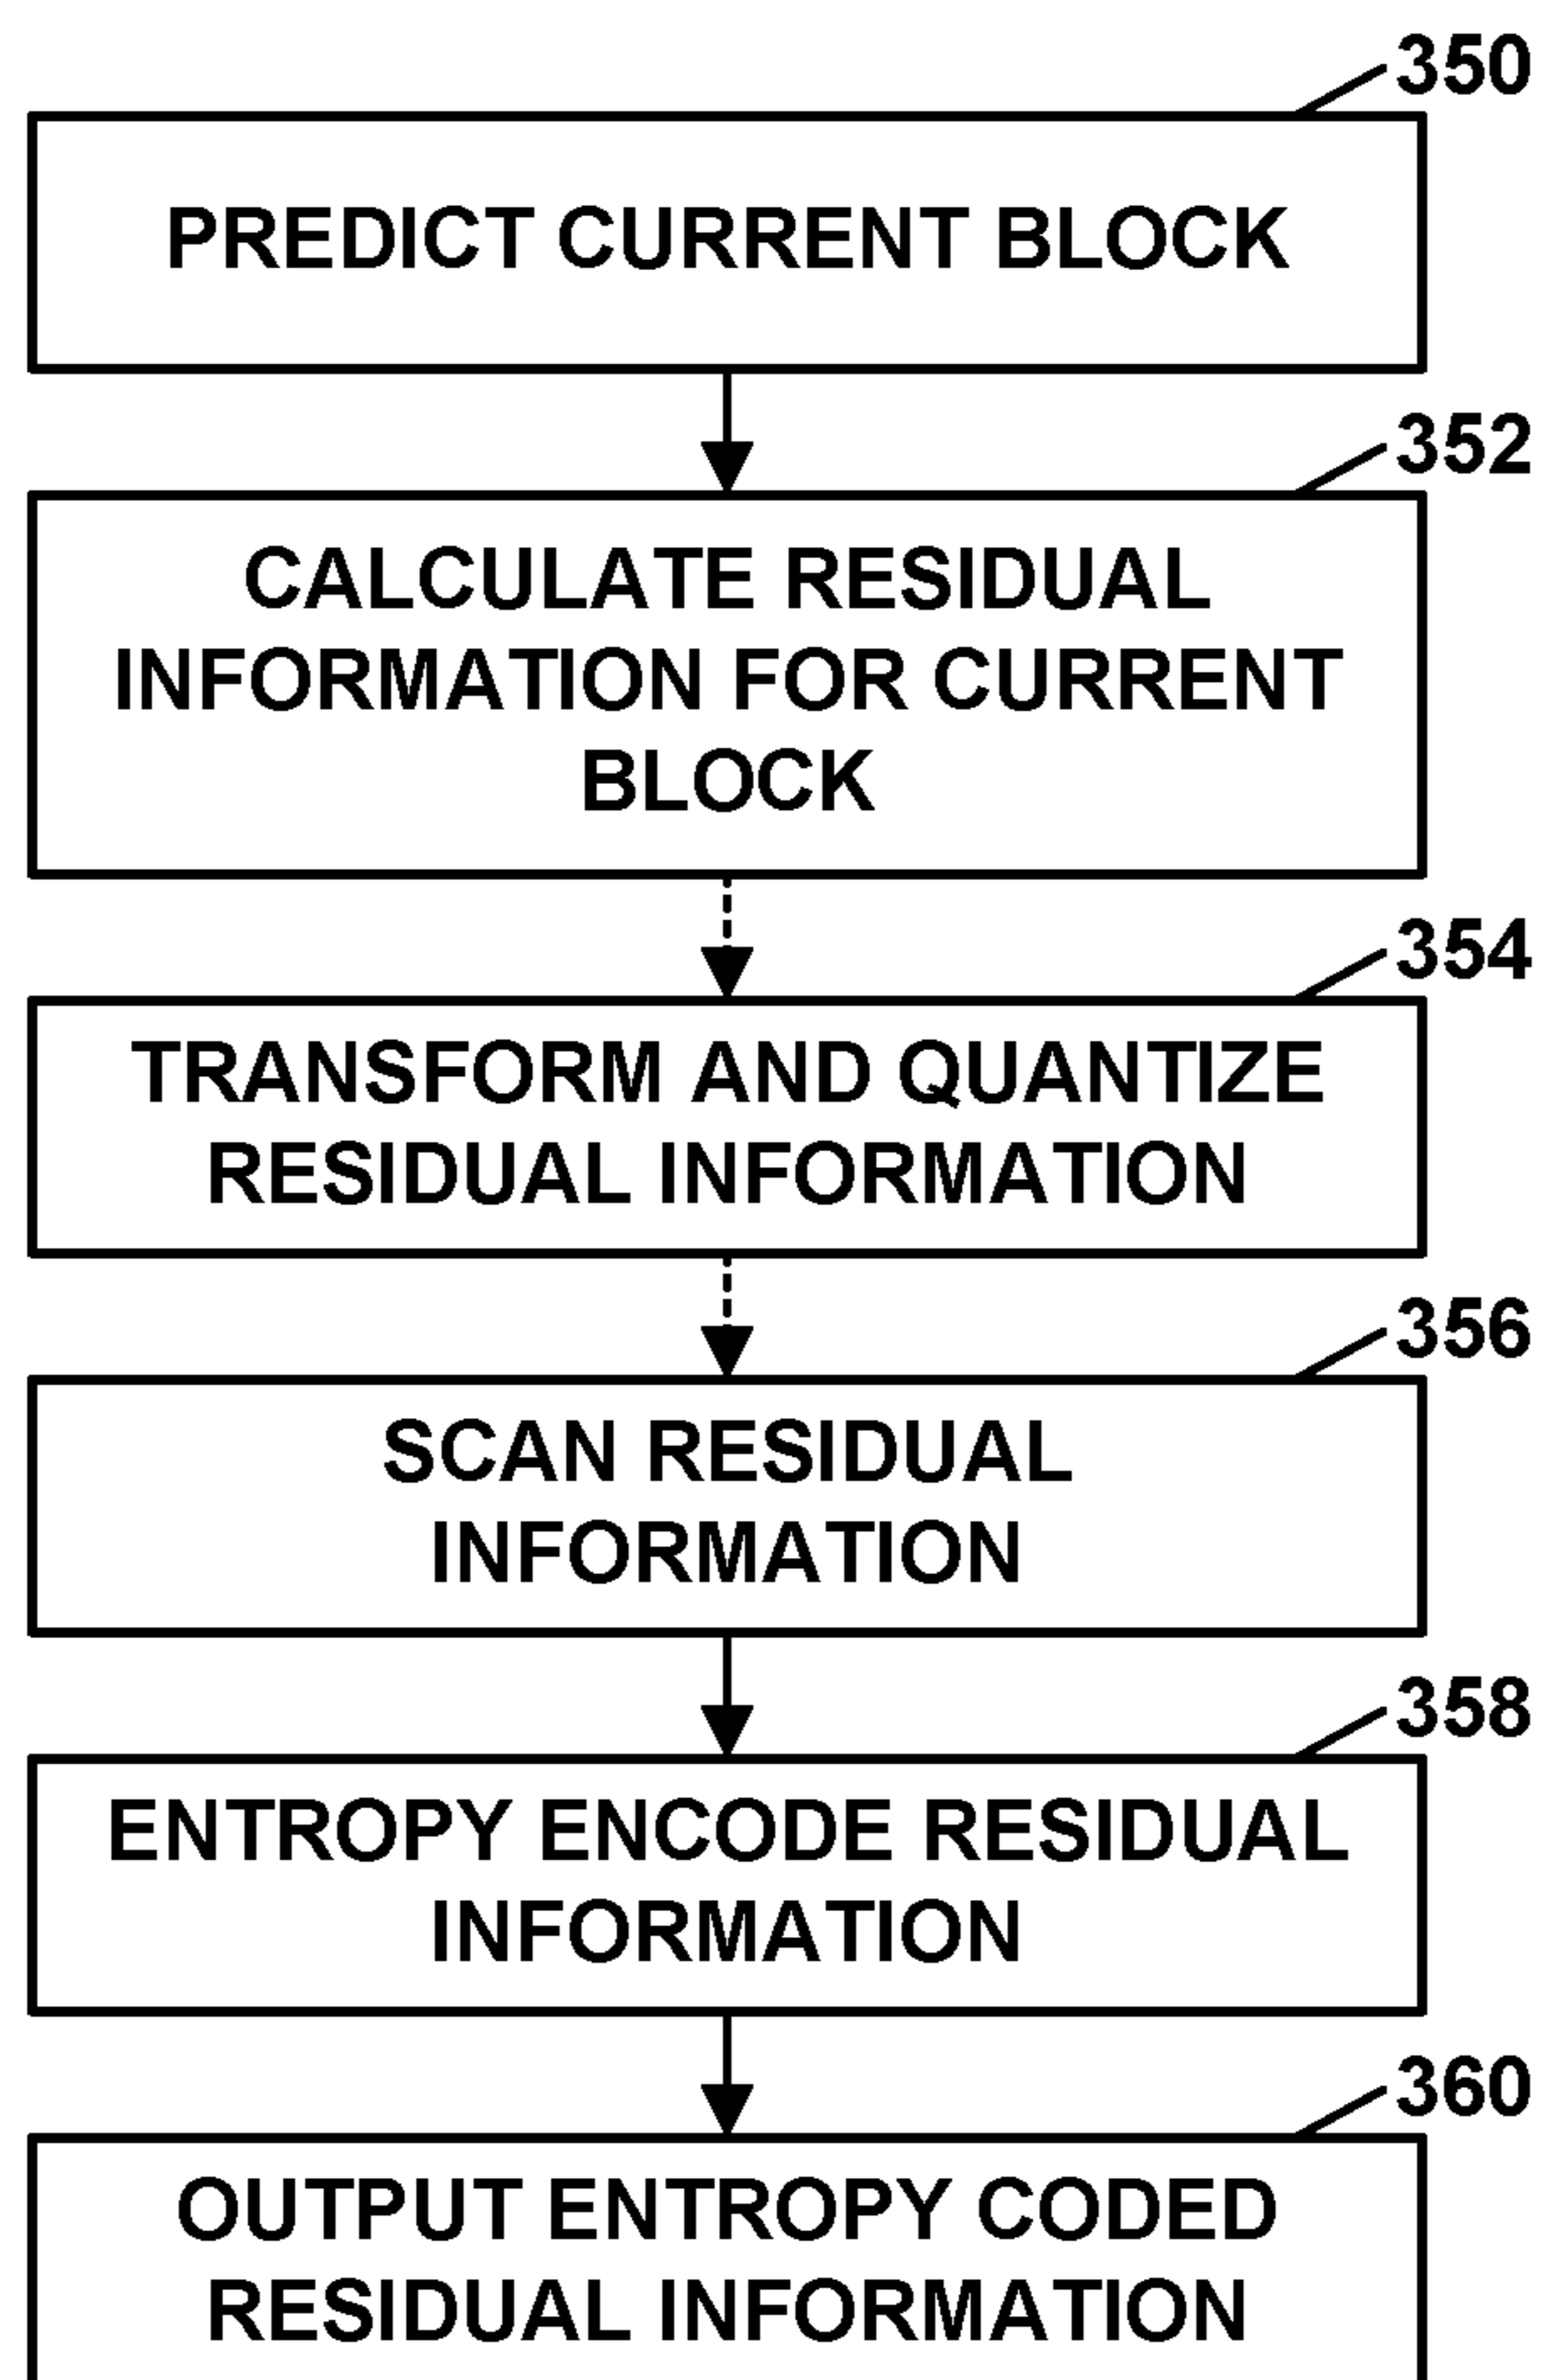 350
PREDICT CURRENT BLOCK
352
CALCULATE RESIDUAL
INFORMATION FOR CURRENT
BLOCK
354
TRANSFORM AND QUANTIZE
RESIDUAL INFORMATION
356
SCAN RESIDUAL
INFORMATION
358
ENTROPY ENCODE RESIDUAL
INFORMATION
360
OUTPUT ENTROPY CODED
RESIDUAL INFORMATION